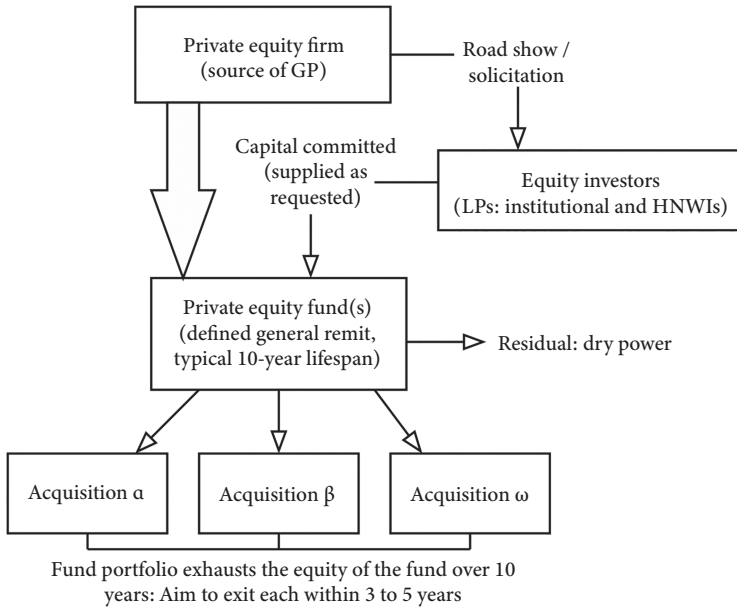 Private equity firm
(source of GP)
Road show /
solicitation
Capital committed
(supplied as
requested)
Equity investors
(LPs: institutional and HNWIs)
Private equity fund(s)
(defined general remit,
typical 10-year lifespan)
Residual: dry power
Acquisition α
Acquisition β
Acquisition ω
Fund portfolio exhausts the equity of the fund over 10
years: Aim to exit each within 3 to 5 years